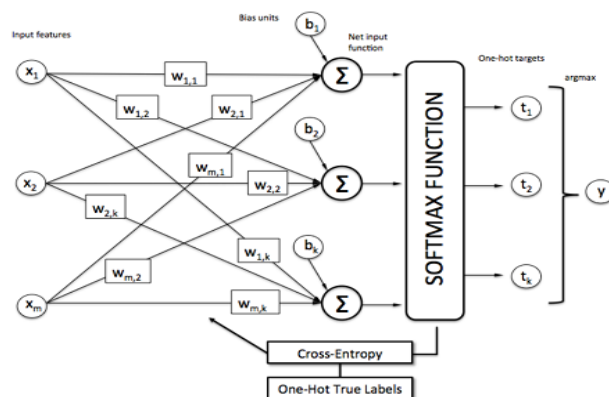 Input features
Bias units
Net input
function
One-hot targets
argmax
b1
b2
bk
x1
x2
xm
w1,1
w1,2
w2,1
wm,1
w2,2
w2,k
w1,k
wm,2
wm,k
Σ
Σ
Σ
SOFTMAX FUNCTION
t1
t2
tk
y
Cross-Entropy
One-Hot True Labels